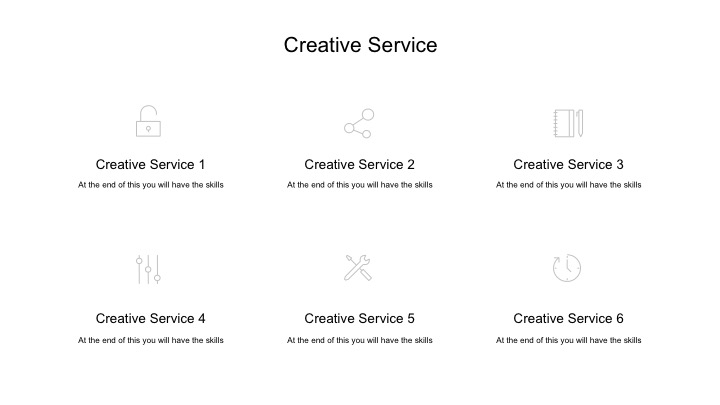 Creative Service
Creative Service 1
At the end of this you will have the skills
Creative Service 2
At the end of this you will have the skills
Creative Service 3
At the end of this you will have the skills
Creative Service 4
At the end of this you will have the skills
Creative Service 5
At the end of this you will have the skills
Creative Service 6
At the end of this you will have the skills